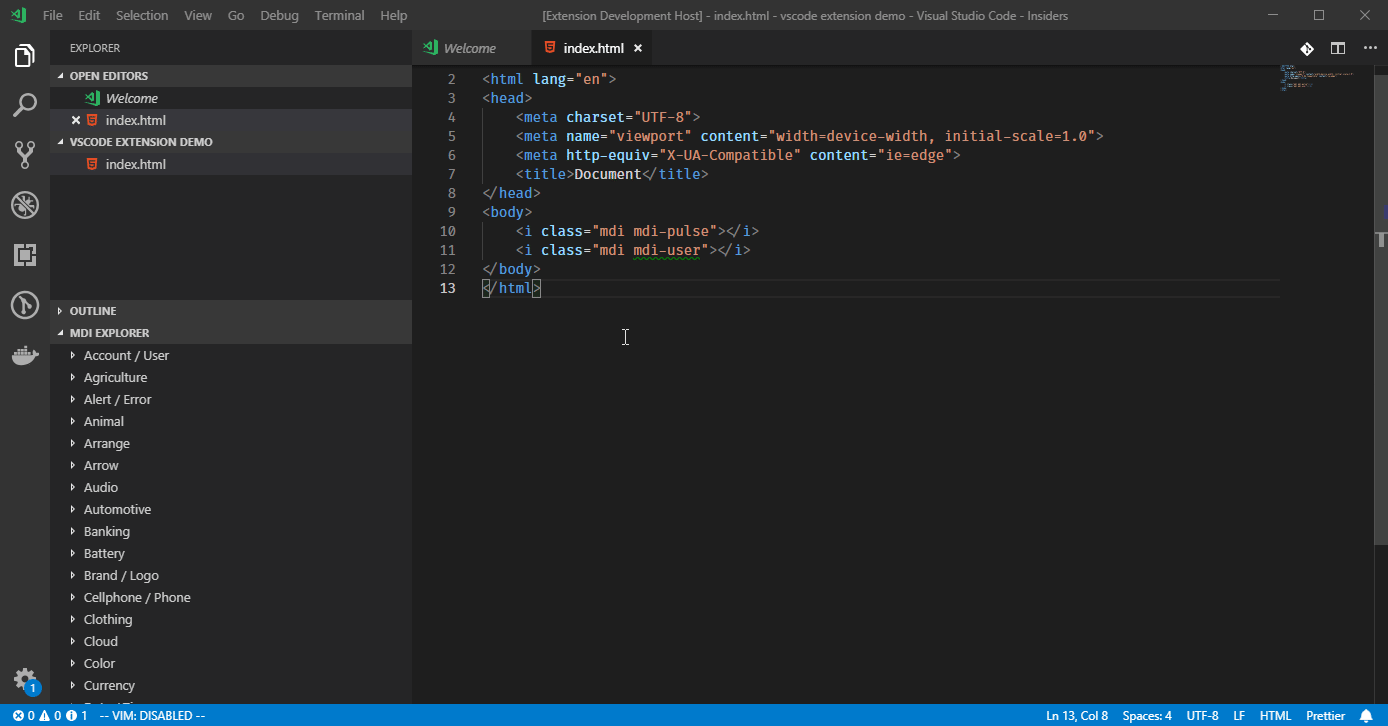 File Edit Selection View Go Debug Terminal Help
[Extension Development Host] - index.html - vscode extension demo - Visual Studio Code - Insiders
EXPLORER
OPEN EDITORS
Welcome
index.html
VSCODE EXTENSION DEMO
index.html
OUTLINE
MDI EXPLORER
Account / User
Agriculture
Alert / Error
Animal
Arrange
Arrow
Audio
Automotive
Banking
Battery
Brand / Logo
Cellphone / Phone
Clothing
Cloud
Color
Currency
1
Welcome index.html
2 <html lang="en">
3 <head>
4 <meta charset="UTF-8">
5 <meta name="viewport" content="width=device-width, initial-scale=1.0">
6 <meta http-equiv="X-UA-Compatible" content="ie=edge">
7 <title>Document</title>
8 </head>
9 <body>
10 <i class="mdi mdi-pulse"></i>
11 <i class="mdi mdi-user"></i>
12 </body>
13 </html>
0 0 1 -- VIM: DISABLED -- Ln 13, Col 8 Spaces: 4 UTF-8 LF HTML Prettier